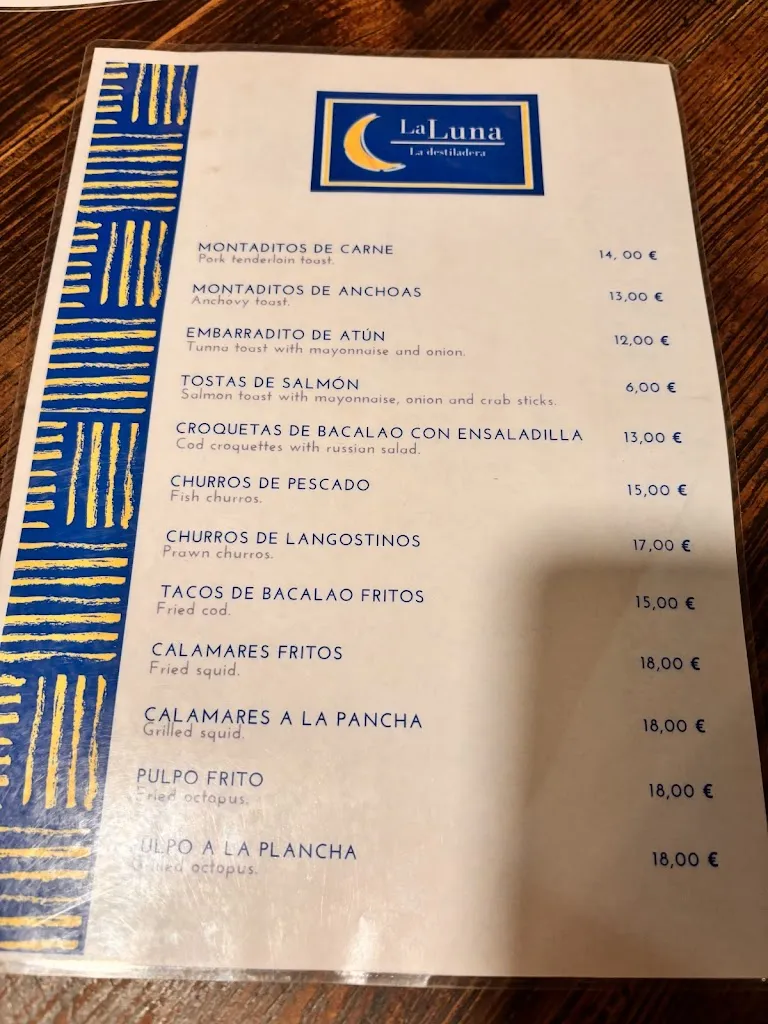 La Luna
La destiladera
MONTADITOS DE CARNE 14, 00 €
Pork tenderloin toast.
MONTADITOS DE ANCHOAS 13,00 €
Anchovy toast.
EMBARRADITO DE ATÚN 12,00 €
Tunna toast with mayonnaise and onion.
TOSTAS DE SALMÓN 6,00 €
Salmon toast with mayonnaise, onion and crab sticks.
CROQUETAS DE BACALAO CON ENSALADILLA 13,00 €
Cod croquettes with russian salad.
CHURROS DE PESCADO 15,00 €
Fish churros.
CHURROS DE LANGOSTINOS 17,00 €
Prawn churros.
TACOS DE BACALAO FRITOS 15,00 €
Fried cod.
CALAMARES FRITOS 18,00 €
Fried squid.
CALAMARES A LA PANCHA 18,00 €
Grilled squid.
PULPO FRITO 18,00 €
Fried octopus.
PULPO A LA PLANCHA 18,00 €
Grilled octopus.